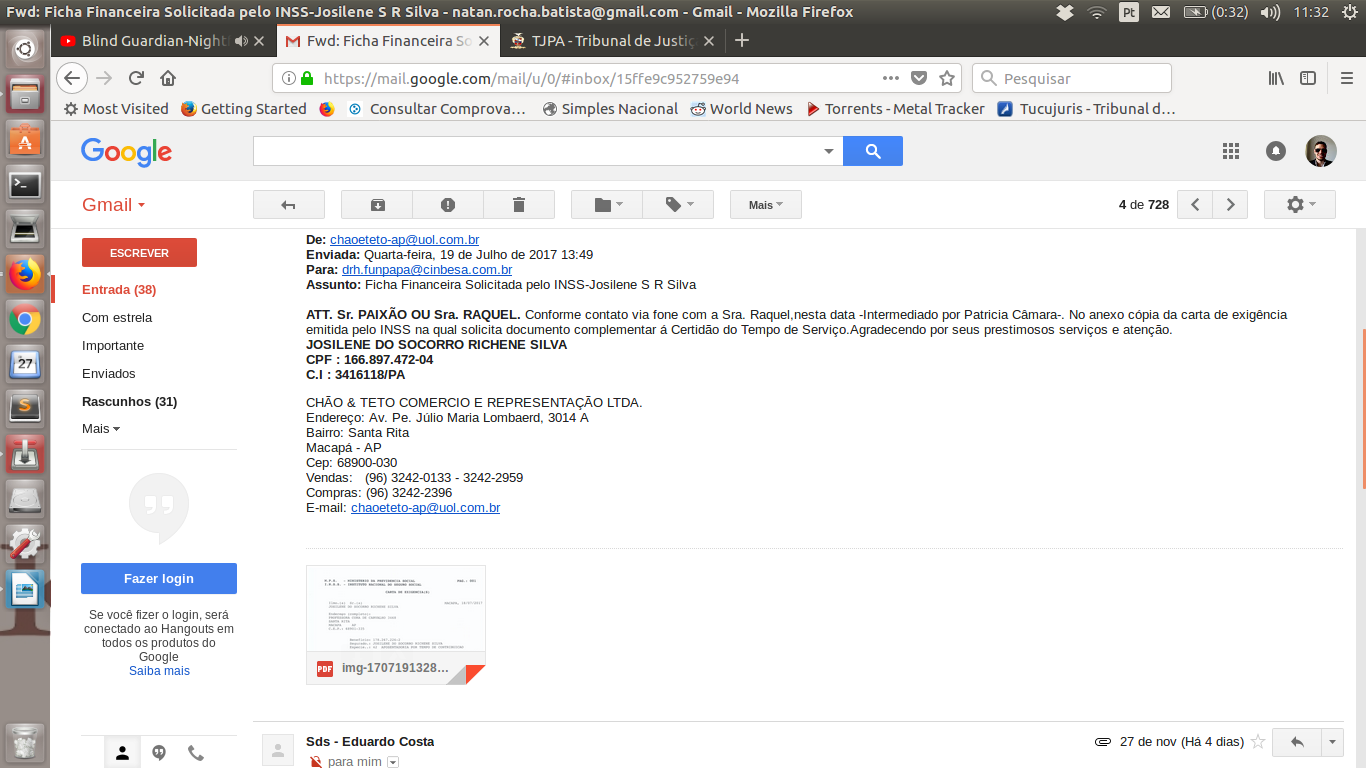 Fwd: Ficha Financeira Solicitada pelo INSS-Josilene S R Silva - natan.rocha.batista@gmail.com - Gmail - Mozilla Firefox
Pt
(0:32)
11:32
Blind Guardian-Night
Fwd: Ficha Financeira So
TJPA - Tribunal de Justiça
https://mail.google.com/mail/u/0/#inbox/15ffe9c952759e94
Pesquisar
Most Visited
Getting Started
Consultar Comprova…
Simples Nacional
World News
Torrents - Metal Tracker
Tucujuris - Tribunal d…
Google
Gmail
Mais
4 de 728
ESCREVER
Entrada (38)
Com estrela
Importante
Enviados
Rascunhos (31)
Mais
27
De: chaoeteto-ap@uol.com.br
Enviada: Quarta-feira, 19 de Julho de 2017 13:49
Para: drh.funpapa@cinbesa.com.br
Assunto: Ficha Financeira Solicitada pelo INSS-Josilene S R Silva
ATT. Sr. PAIXÃO OU Sra. RAQUEL. Conforme contato via fone com a Sra. Raquel,nesta data -Intermediado por Patricia Câmara-. No anexo cópia da carta de exigência
emitida pelo INSS na qual solicita documento complementar á Certidão do Tempo de Serviço.Agradecendo por seus prestimosos serviços e atenção.
JOSILENE DO SOCORRO RICHENE SILVA
CPF : 166.897.472-04
C.I : 3416118/PA
CHÃO & TETO COMERCIO E REPRESENTAÇÃO LTDA.
Endereço: Av. Pe. Júlio Maria Lombaerd, 3014 A
Bairro: Santa Rita
Macapá - AP
Cep: 68900-030
Vendas: (96) 3242-0133 - 3242-2959
Compras: (96) 3242-2396
E-mail: chaoeteto-ap@uol.com.br
Fazer login
Se você fizer o login, será
conectado ao Hangouts em
todos os produtos do
Google
Saiba mais
PDF
img-1707191328...
Sds - Eduardo Costa
27 de nov (Há 4 dias)
para mim